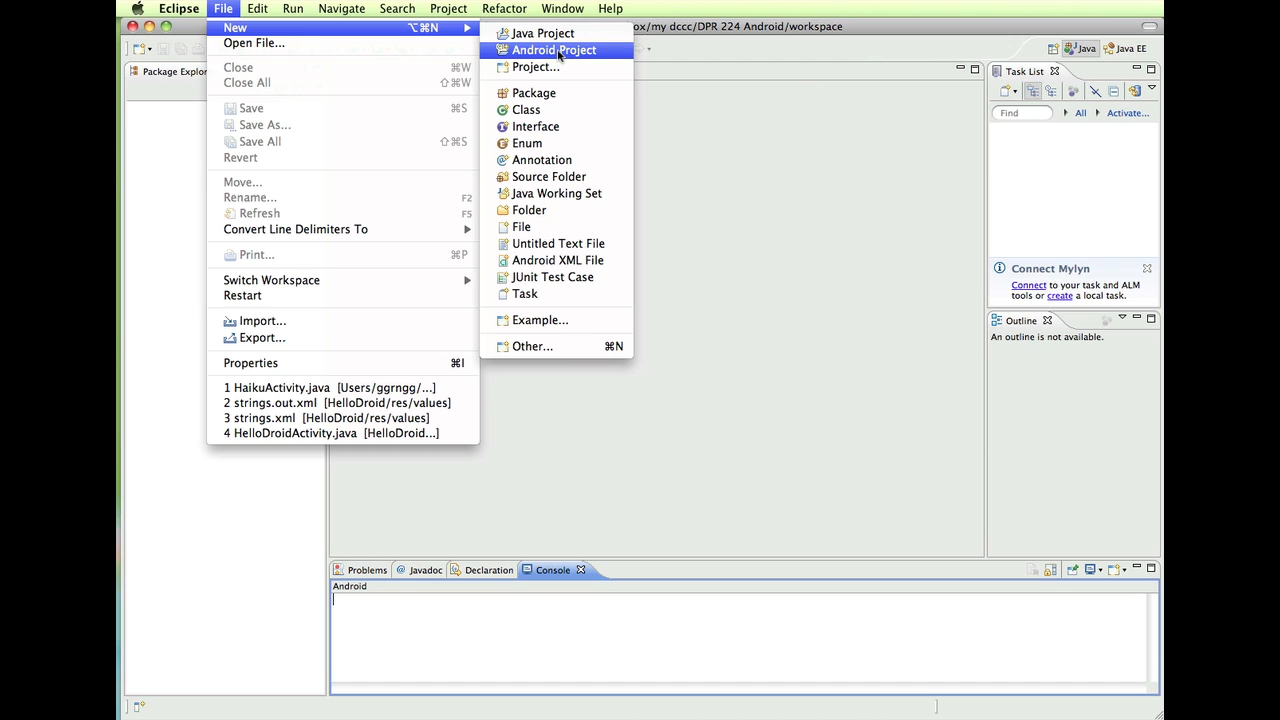 Eclipse File Edit Run Navigate Search Project Refactor Window Help
ox/my dccc/DPR 224 Android/workspace
Java Java EE
Package Explor
New ⌥⌘N
Open File...
Close ⌘W
Close All ⇧⌘W
Save ⌘S
Save As...
Save All ⇧⌘S
Revert
Move...
Rename... F2
Refresh F5
Convert Line Delimiters To
Print... ⌘P
Switch Workspace
Restart
Import...
Export...
Properties ⌘I
1 HaikuActivity.java [Users/ggrngg/...]
2 strings.out.xml [HelloDroid/res/values]
3 strings.xml [HelloDroid/res/values]
4 HelloDroidActivity.java [HelloDroid...]
Java Project
Android Project
Project...
Package
Class
Interface
Enum
Annotation
Source Folder
Java Working Set
Folder
File
Untitled Text File
Android XML File
JUnit Test Case
Task
Example...
Other... ⌘N
Task List
Find All Activate...
Connect Mylyn
Connect to your task and ALM
tools or create a local task.
Outline
An outline is not available.
Problems Javadoc Declaration Console
Android